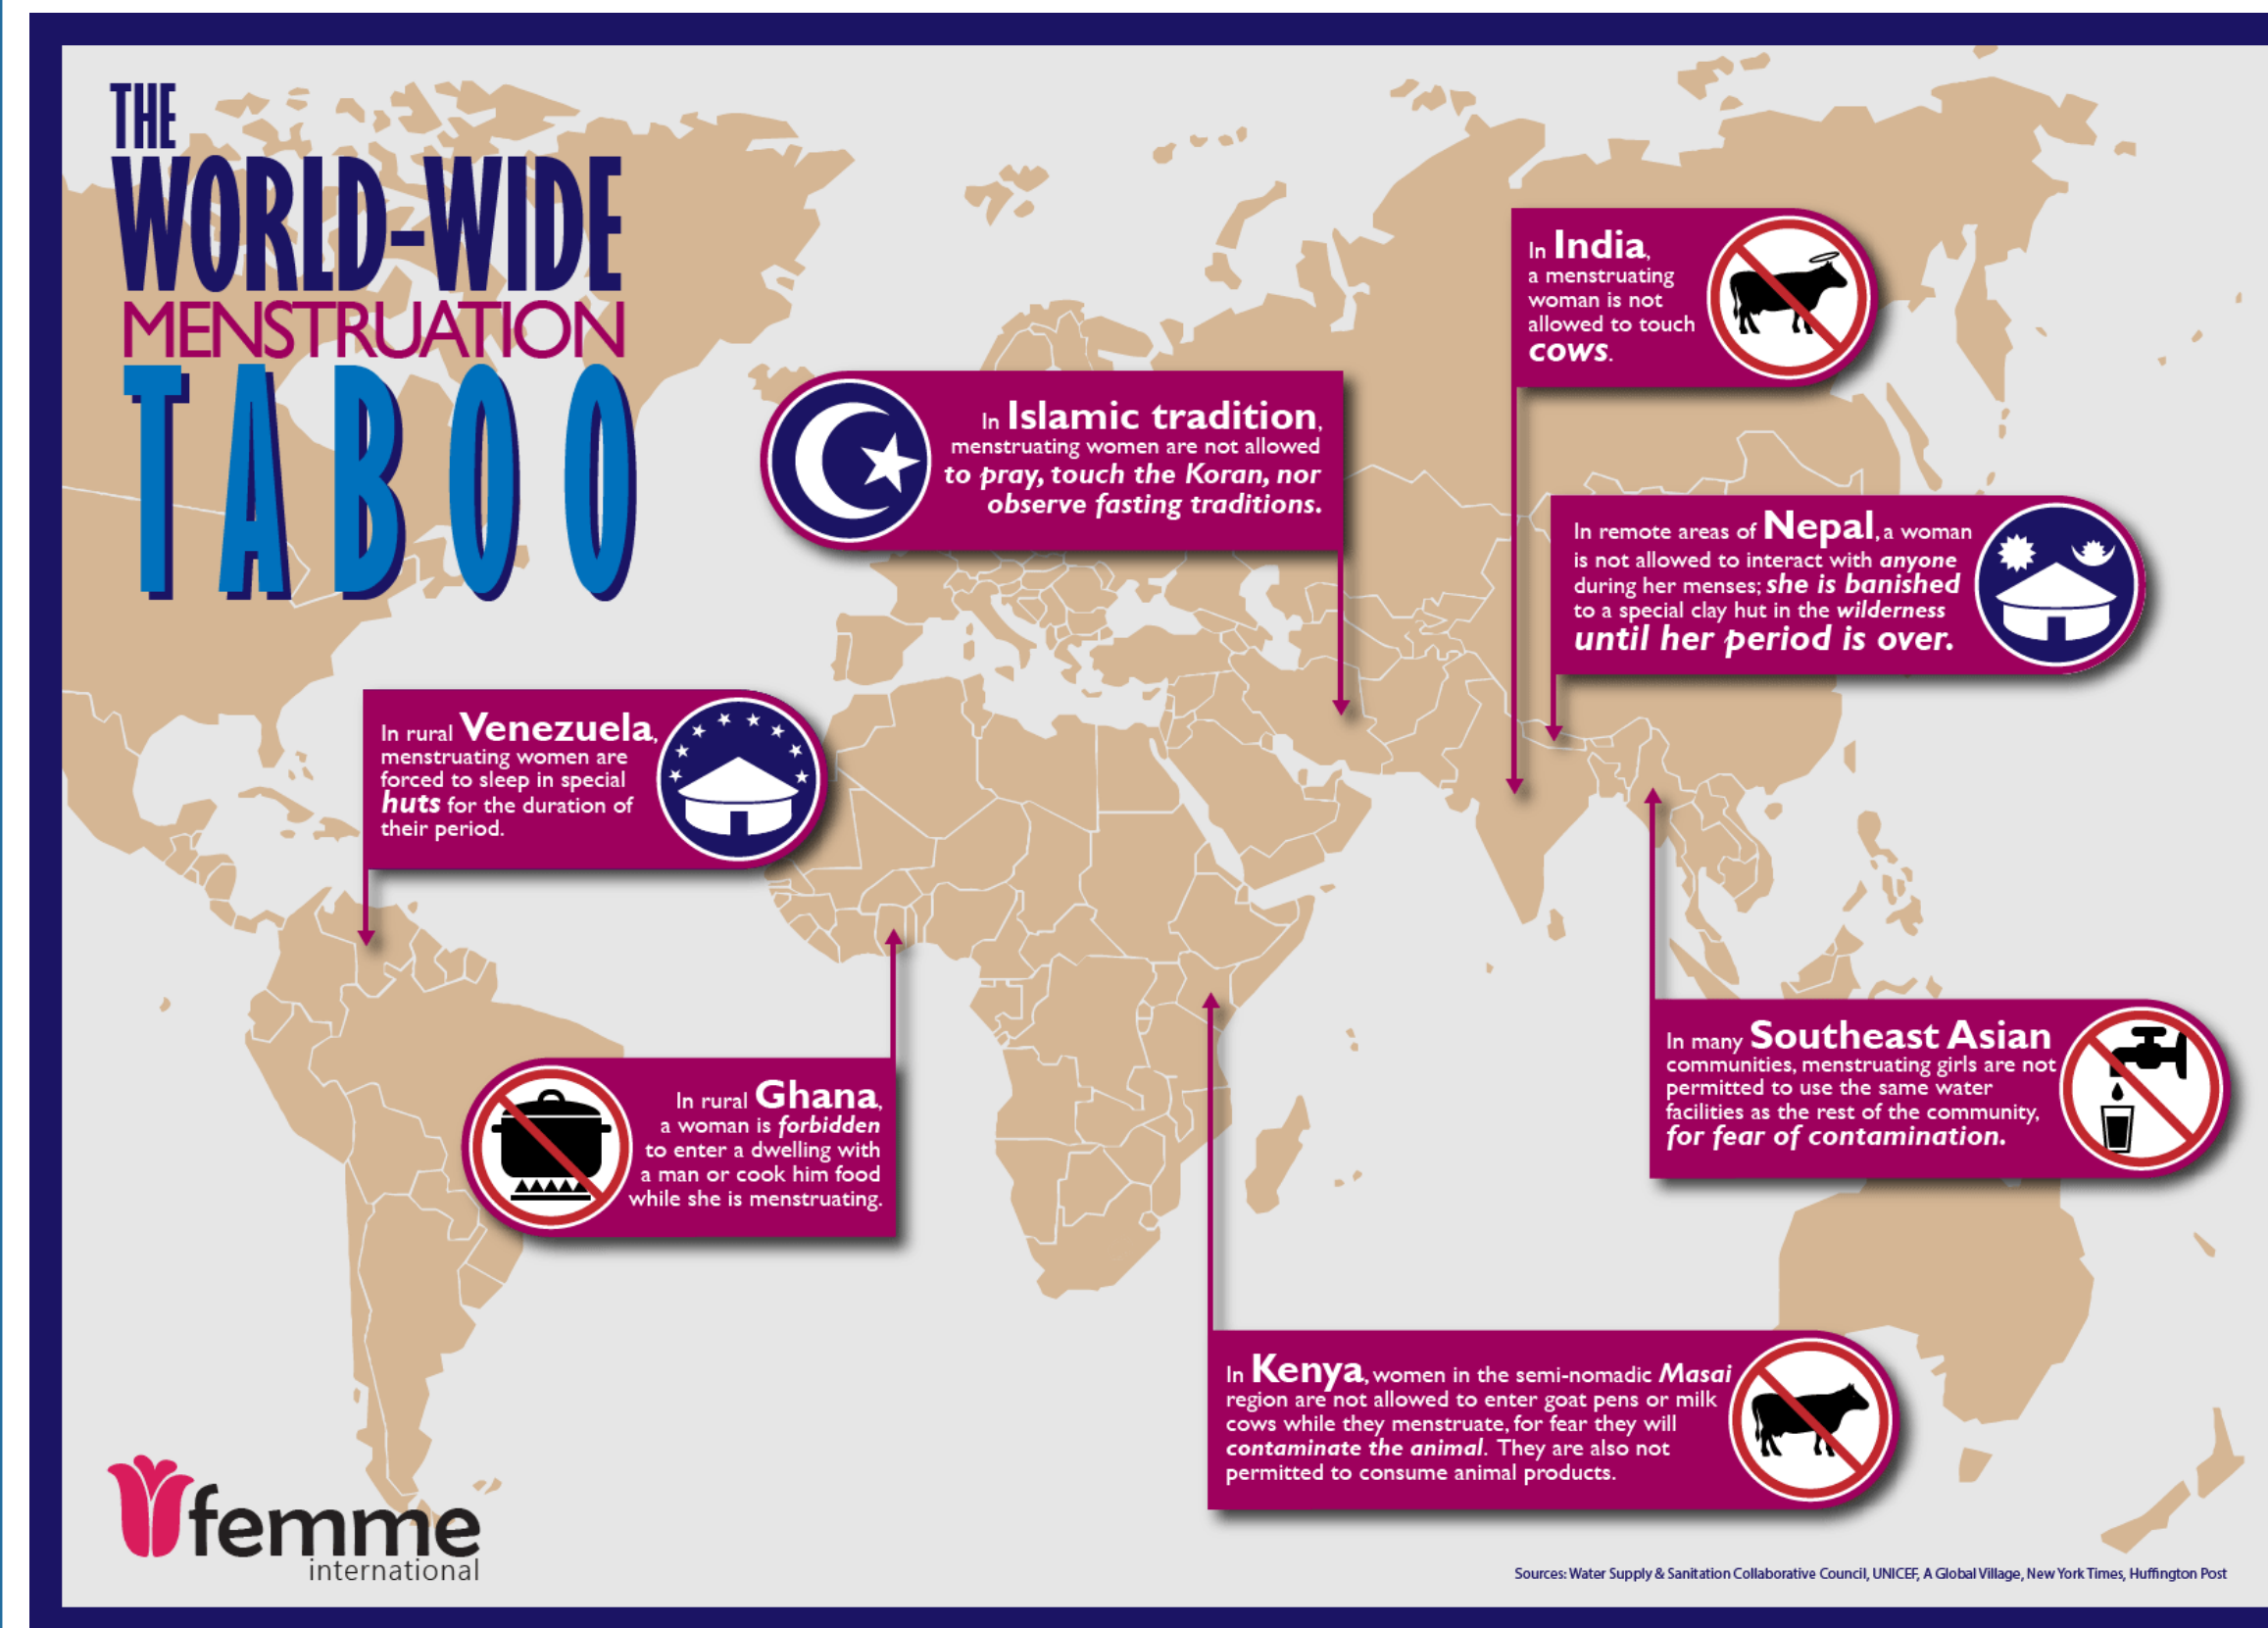 THE
WORLD-WIDE
MENSTRUATION
TABOO
In India,
a menstruating
woman is not
allowed to touch
cows.
In Islamic tradition,
menstruating women are not allowed
to pray, touch the Koran, nor
observe fasting traditions.
In remote areas of Nepal, a woman
is not allowed to interact with anyone
during her menses; she is banished
to a special clay hut in the wilderness
until her period is over.
In rural Venezuela,
menstruating women are
forced to sleep in special
huts for the duration of
their period.
In rural Ghana,
a woman is forbidden
to enter a dwelling with
a man or cook him food
while she is menstruating.
In many Southeast Asian
communities, menstruating girls are not
permitted to use the same water
facilities as the rest of the community,
for fear of contamination.
In Kenya, women in the semi-nomadic Masai
region are not allowed to enter goat pens or milk
cows while they menstruate, for fear they will
contaminate the animal. They are also not
permitted to consume animal products.
femme
international
Sources: Water Supply & Sanitation Collaborative Council, UNICEF, A Global Village, New York Times, Huffington Post